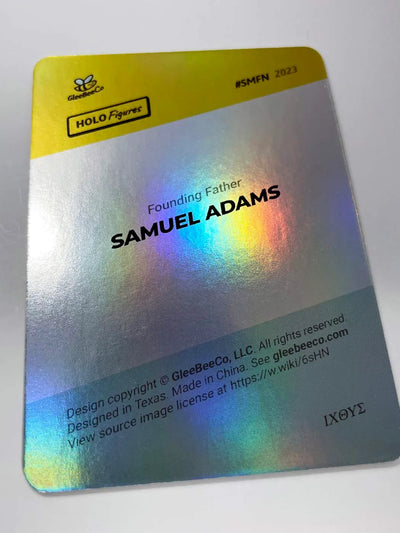 GleeBeeCo
#SMFN 2023
HOLO Figures
Founding Father
SAMUEL ADAMS
Design copyright © GleeBeeCo, LLC. All rights reserved.
Designed in Texas. Made in China. See gleebeeco.com
View source image license at https://w.wiki/6sHN
ΙΧΘΥΣ